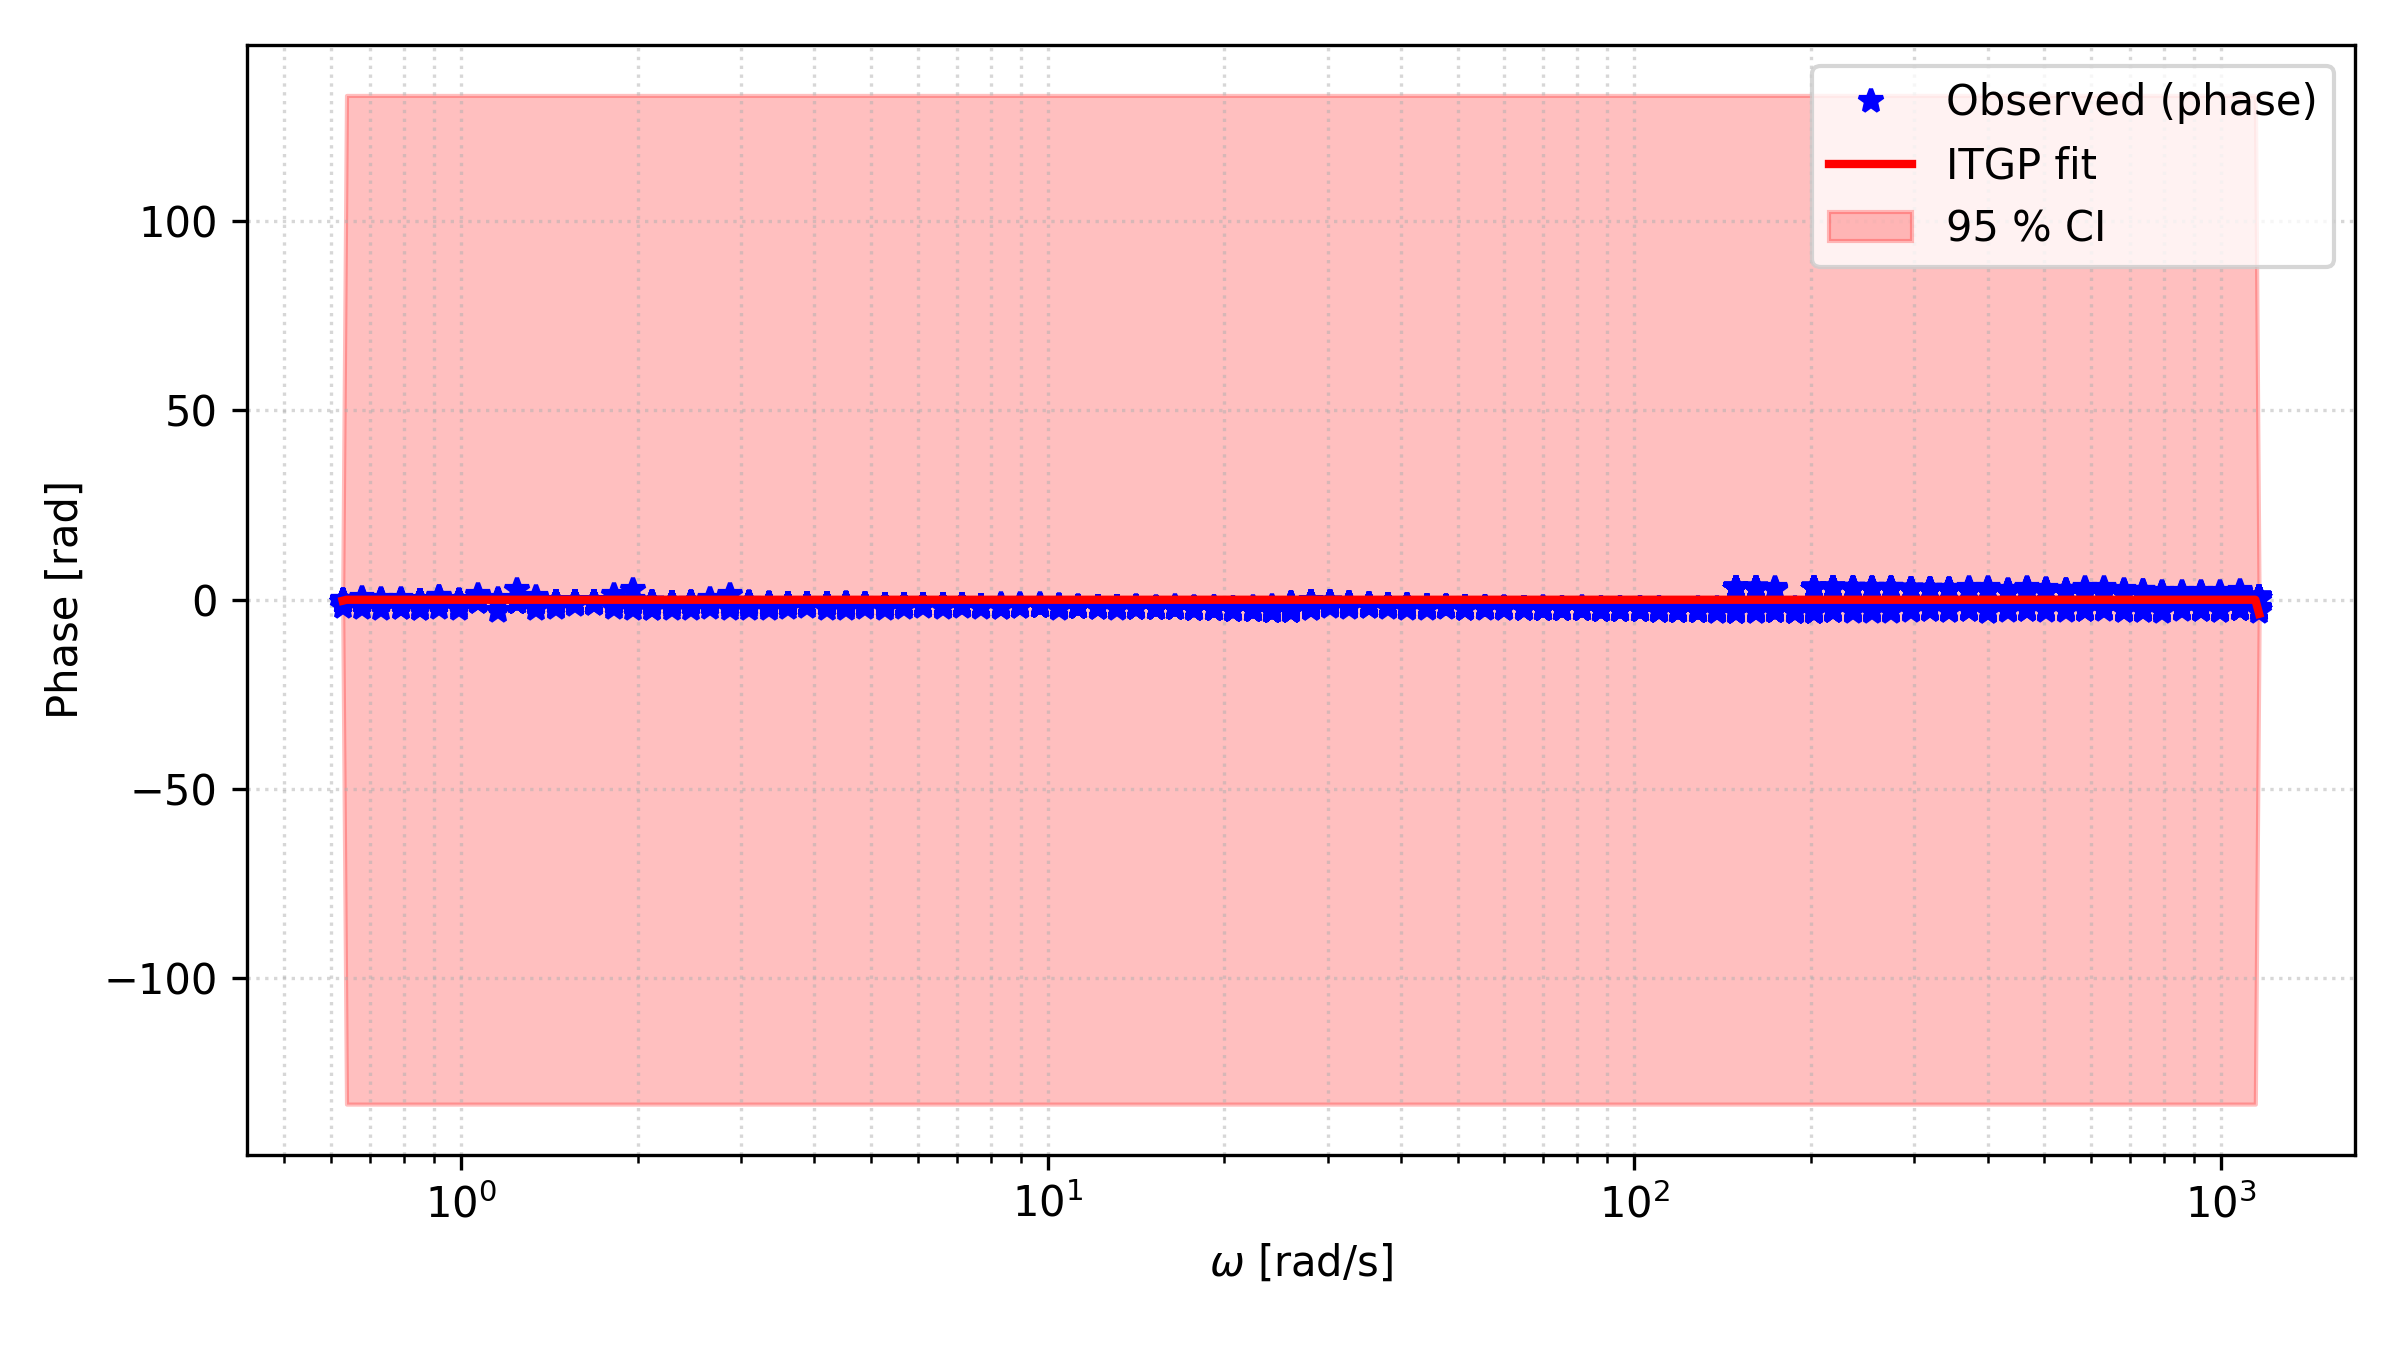 Observed (phase)
ITGP fit
95 % CI
100
50
0
−50
−100
Phase [rad]
10⁰
10¹
10²
10³
ω [rad/s]